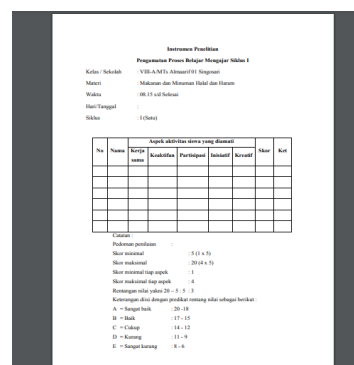 Instrumen Penelitian
Pengamatan Proses Belajar Mengajar Siklus I
Kelas / Sekolah : VIII-A/MTs Almaarif 01 Singosari
Materi : Makanan dan Minuman Halal dan Haram
Waktu : 08.15 s/d Selesai
Hari/Tanggal :
Siklus : I (Satu)
No Nama Aspek aktivitas siswa yang diamati Skor Ket
Kerja sama Keaktifan Partisipasi Inisiatif Kreatif
Catatan :
Pedoman penilaian :
Skor minimal : 5 (1 x 5)
Skor maksimal : 20 (4 x 5)
Skor minimal tiap aspek : 1
Skor maksimal tiap aspek : 4
Rentangan nilai yakni 20 – 5 : 5 : 3
Keterangan diisi dengan predikat rentang nilai sebagai berikut :
A = Sangat baik : 20 -18
B = Baik : 17 - 15
C = Cukup : 14 - 12
D = Kurang : 11 - 9
E = Sangat kurang : 8 - 6